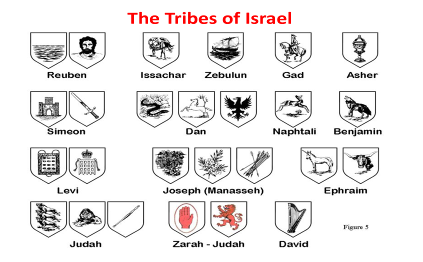 The Tribes of Israel
Reuben Issachar Zebulun Gad Asher
Simeon Dan Naphtali Benjamin
Levi Joseph (Manasseh) Ephraim
Judah Zarah - Judah David
Figure 5